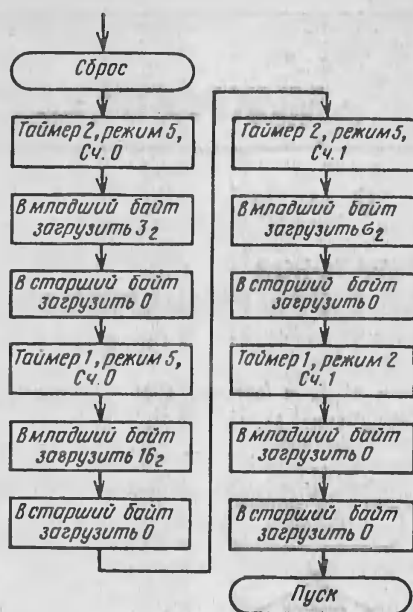 Сброс
Таймер 2, режим 5,
Сч. 0
В младший байт
загрузить 3₂
В старший байт
загрузить 0
Таймер 1, режим 5,
Сч. 0
В младший байт
загрузить 16₂
В старший байт
загрузить 0
Таймер 2, режим 5,
Сч. 1
В младший байт
загрузить 6₂
В старший байт
загрузить 0
Таймер 1, режим 2
Сч. 1
В младший байт
загрузить 0
В старший байт
загрузить 0
Пуск